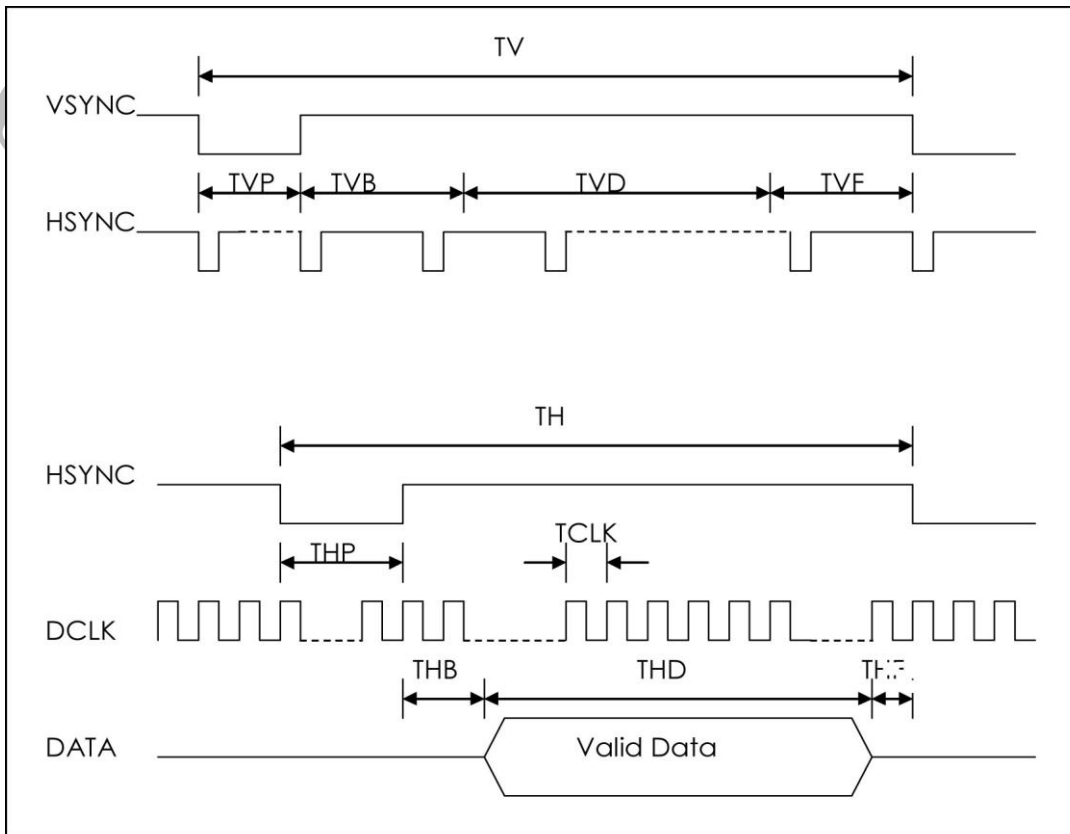 TV
VSYNC
TVP TVB TVD TVF
HSYNC
TH
HSYNC
TCLK
THP
DCLK
THB THD
DATA Valid Data